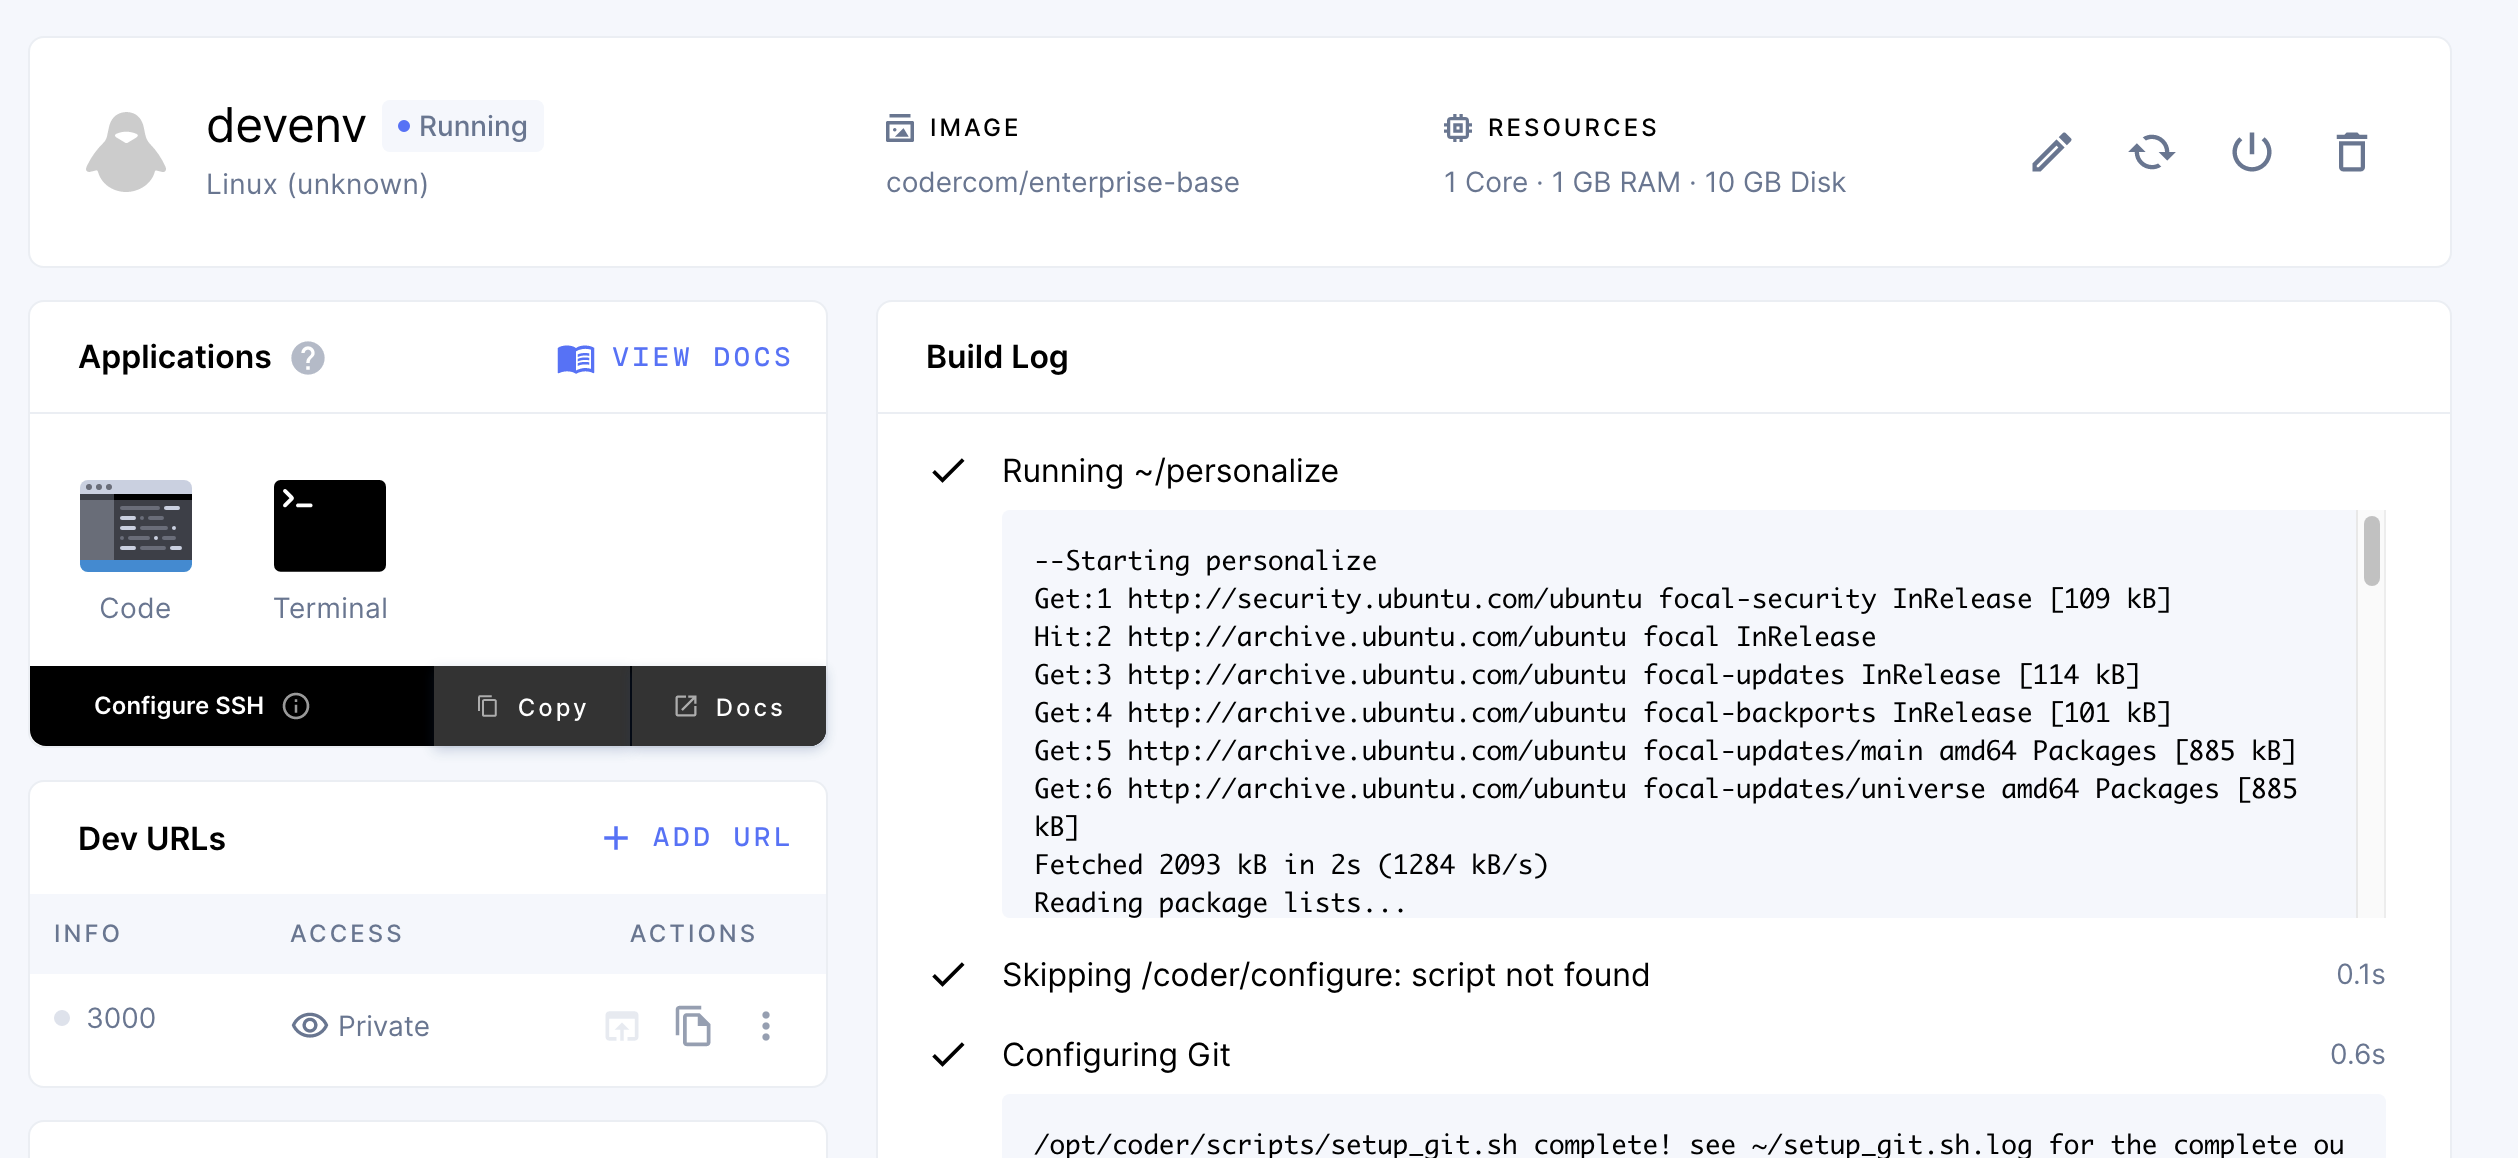 devenv
Running
Linux (unknown)
IMAGE
codercom/enterprise-base
RESOURCES
1 Core · 1 GB RAM · 10 GB Disk
Applications ?
VIEW DOCS
Code
Terminal
Configure SSH
Copy
Docs
Dev URLs
+ ADD URL
INFO ACCESS ACTIONS
3000 Private
Build Log
Running ~/personalize
--Starting personalize
Get:1 http://security.ubuntu.com/ubuntu focal-security InRelease [109 kB]
Hit:2 http://archive.ubuntu.com/ubuntu focal InRelease
Get:3 http://archive.ubuntu.com/ubuntu focal-updates InRelease [114 kB]
Get:4 http://archive.ubuntu.com/ubuntu focal-backports InRelease [101 kB]
Get:5 http://archive.ubuntu.com/ubuntu focal-updates/main amd64 Packages [885 kB]
Get:6 http://archive.ubuntu.com/ubuntu focal-updates/universe amd64 Packages [885
kB]
Fetched 2093 kB in 2s (1284 kB/s)
Reading package lists...
Skipping /coder/configure: script not found 0.1s
Configuring Git 0.6s
/opt/coder/scripts/setup_git.sh complete! see ~/setup_git.sh.log for the complete ou